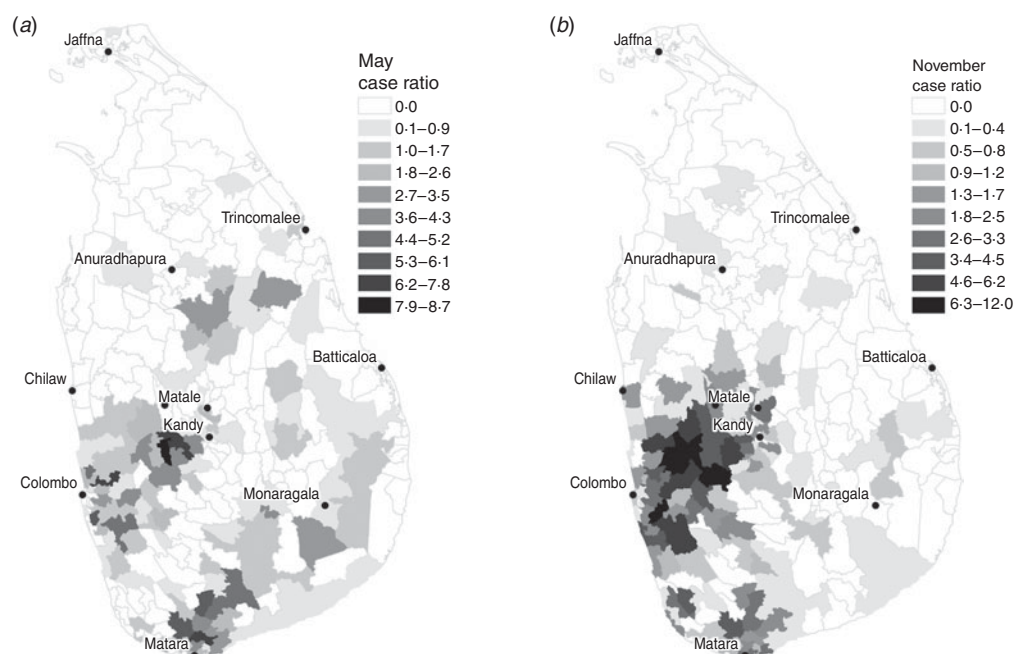 (a)
Jaffna
May
case ratio
0·0
0·1–0·9
1·0–1·7
1·8–2·6
2·7–3·5
3·6–4·3
4·4–5·2
5·3–6·1
6·2–7·8
7·9–8·7
Trincomalee
Anuradhapura
Batticaloa
Chilaw
Matale
Kandy
Colombo
Monaragala
Matara
(b)
Jaffna
November
case ratio
0·0
0·1–0·4
0·5–0·8
0·9–1·2
1·3–1·7
1·8–2·5
2·6–3·3
3·4–4·5
4·6–6·2
6·3–12·0
Trincomalee
Anuradhapura
Batticaloa
Chilaw
Matale
Kandy
Colombo
Monaragala
Matara